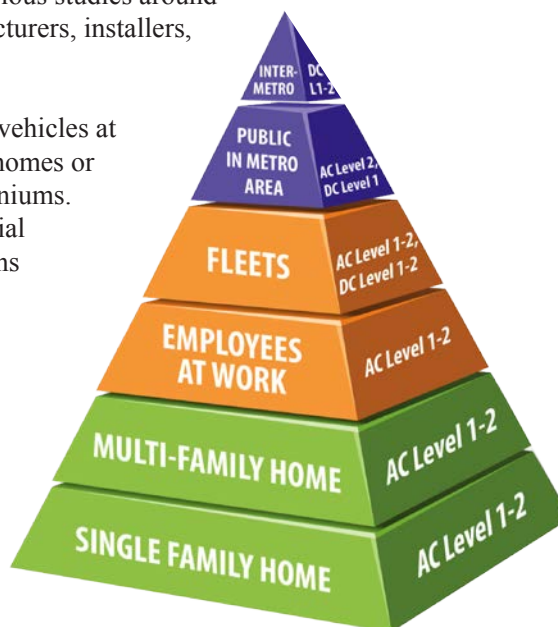 ious studies around
cturers, installers,
vehicles at
homes or
niums.
ial
ns
INTER-
METRO
DC
L1-2
PUBLIC
IN METRO
AREA
AC Level 2,
DC Level 1
FLEETS
AC Level 1-2,
DC Level 1-2
EMPLOYEES
AT WORK
AC Level 1-2
MULTI-FAMILY HOME
AC Level 1-2
SINGLE FAMILY HOME
AC Level 1-2